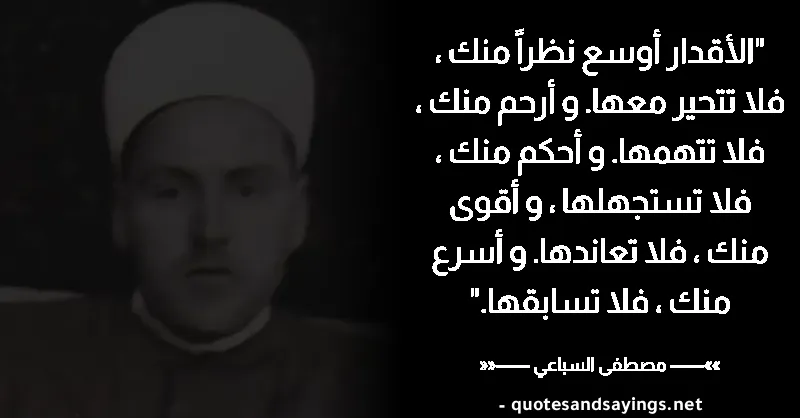 "الأقدار أوسع نظراً منك ،
فلا تتحير معها. و أرحم منك ،
فلا تتهمها. و أحكم منك ،
فلا تستجهلها ، و أقوى
منك ، فلا تعاندها. و أسرع
منك ، فلا تسابقها."
»»—— مصطفى السباعي ——««
- quotesandsayings.net